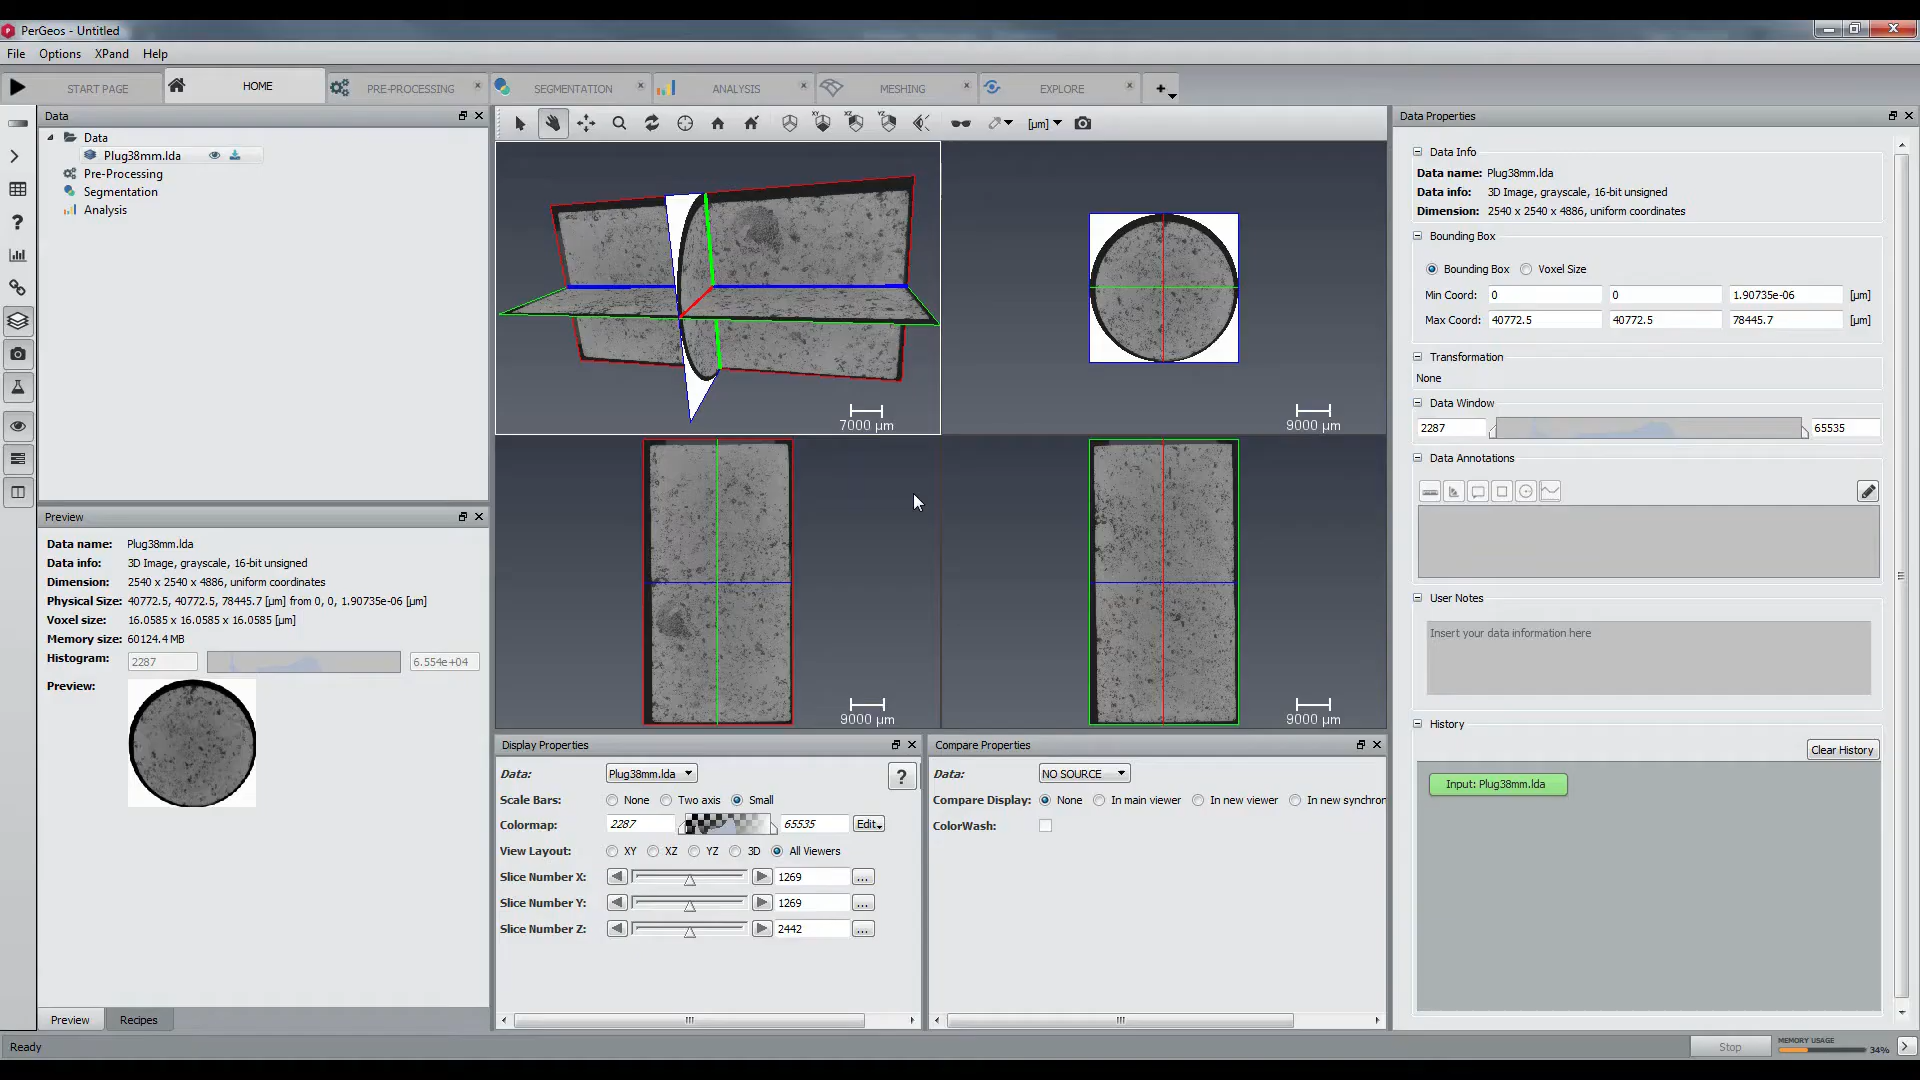 PerGeos - Untitled
File Options XPand Help
START PAGE HOME PRE-PROCESSING SEGMENTATION ANALYSIS MESHING EXPLORE
Data
Data
Plug38mm.lda
Pre-Processing
Segmentation
Analysis
XY XZ YZ [µm]
7000 µm
9000 µm
9000 µm
9000 µm
Preview
Data name: Plug38mm.lda
Data info: 3D Image, grayscale, 16-bit unsigned
Dimension: 2540 x 2540 x 4886, uniform coordinates
Physical Size: 40772.5, 40772.5, 78445.7 [µm] from 0, 0, 1.90735e-06 [µm]
Voxel size: 16.0585 x 16.0585 x 16.0585 [µm]
Memory size: 60124.4 MB
Histogram: 2287 6.554e+04
Preview:
Preview Recipes
Display Properties
Data: Plug38mm.lda ?
Scale Bars: None Two axis Small
Colormap: 2287 65535 Edit
View Layout: XY XZ YZ 3D All Viewers
Slice Number X: 1269 ...
Slice Number Y: 1269 ...
Slice Number Z: 2442 ...
Compare Properties
Data: NO SOURCE
Compare Display: None In main viewer In new viewer In new synchron
ColorWash:
Data Properties
Data Info
Data name: Plug38mm.lda
Data info: 3D Image, grayscale, 16-bit unsigned
Dimension: 2540 x 2540 x 4886, uniform coordinates
Bounding Box
Bounding Box Voxel Size
Min Coord: 0 0 1.90735e-06 [µm]
Max Coord: 40772.5 40772.5 78445.7 [µm]
Transformation
None
Data Window
2287 65535
Data Annotations
User Notes
Insert your data information here
History
Clear History
Input: Plug38mm.lda
Ready
Stop
MEMORY USAGE
34%